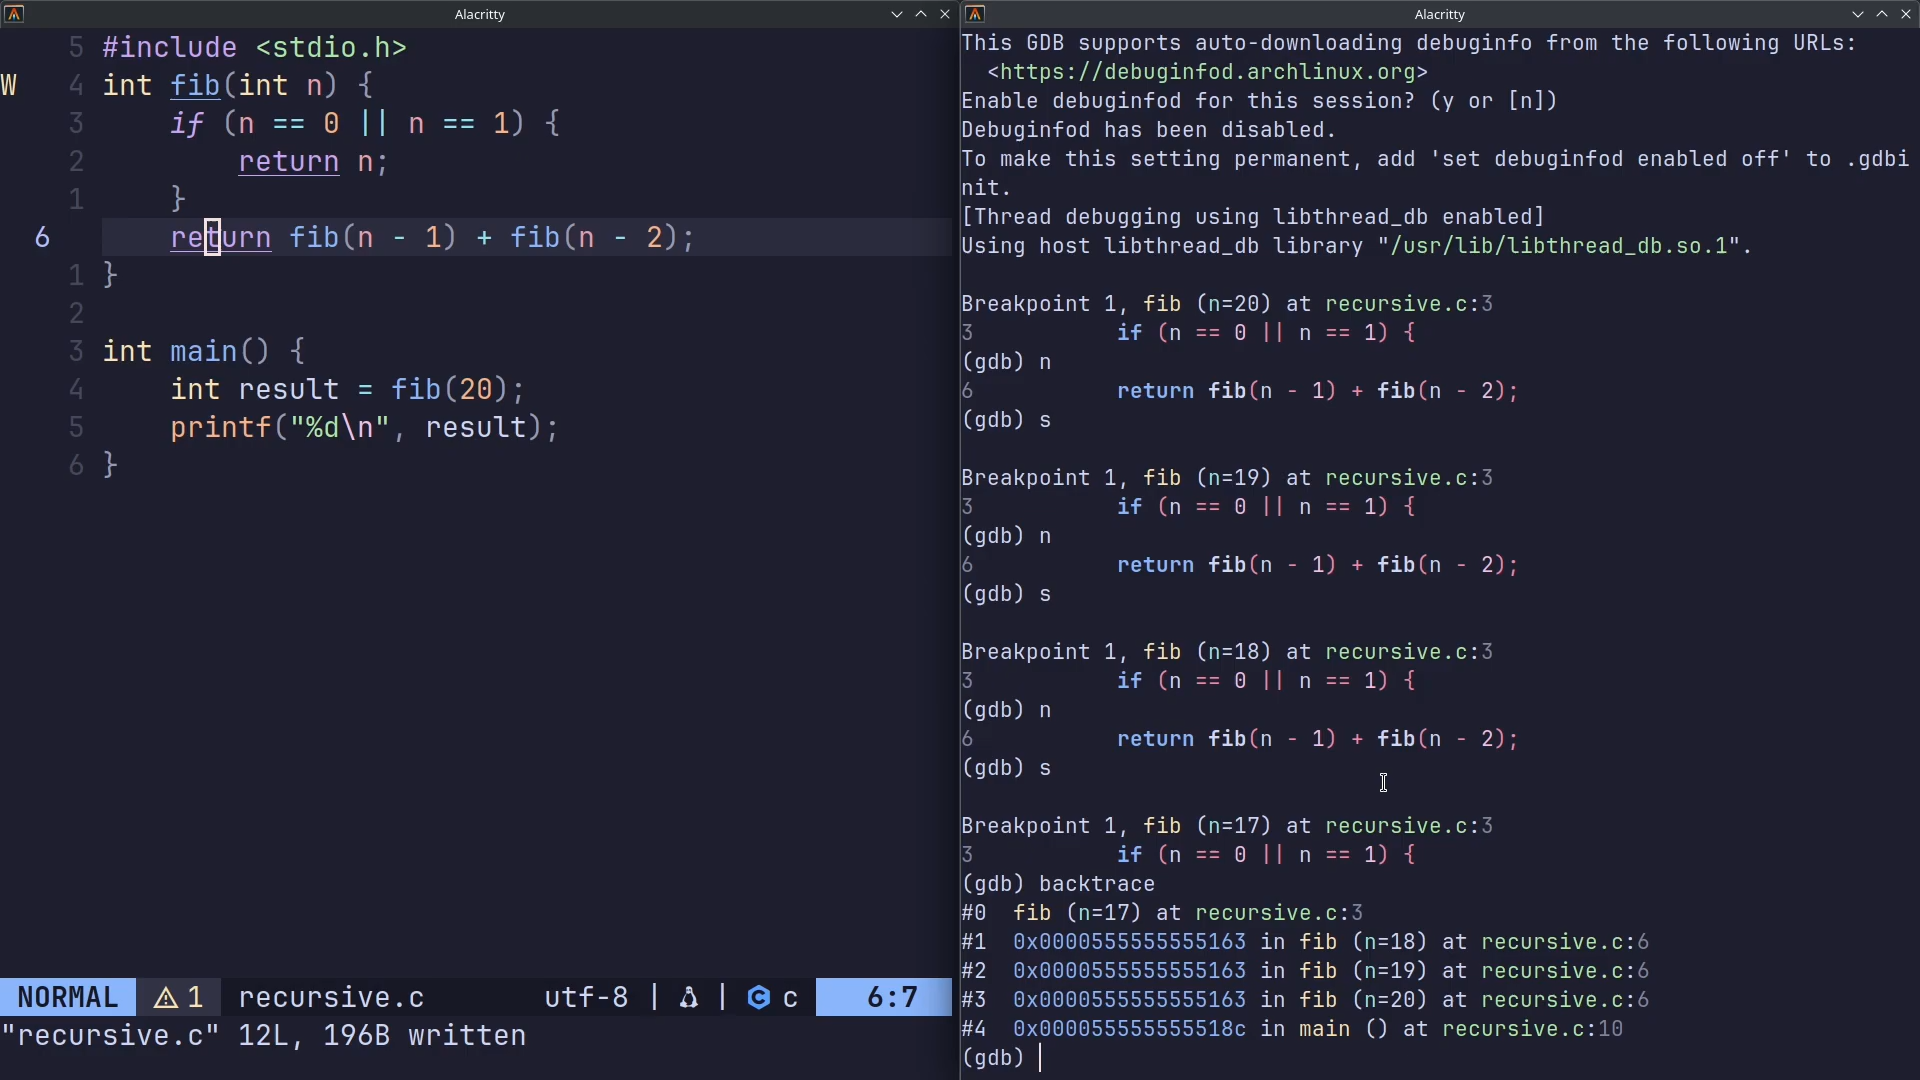 Alacritty
5 #include <stdio.h>
W 4 int fib(int n) {
3     if (n == 0 || n == 1) {
2         return n;
1     }
6     return fib(n - 1) + fib(n - 2);
1 }
2
3 int main() {
4     int result = fib(20);
5     printf("%d\n", result);
6 }
NORMAL 1 recursive.c utf-8 | | C c 6:7
"recursive.c" 12L, 196B written
Alacritty
This GDB supports auto-downloading debuginfo from the following URLs:
  <https://debuginfod.archlinux.org>
Enable debuginfod for this session? (y or [n])
Debuginfod has been disabled.
To make this setting permanent, add 'set debuginfod enabled off' to .gdbi
nit.
[Thread debugging using libthread_db enabled]
Using host libthread_db library "/usr/lib/libthread_db.so.1".
Breakpoint 1, fib (n=20) at recursive.c:3
3           if (n == 0 || n == 1) {
(gdb) n
6           return fib(n - 1) + fib(n - 2);
(gdb) s
Breakpoint 1, fib (n=19) at recursive.c:3
3           if (n == 0 || n == 1) {
(gdb) n
6           return fib(n - 1) + fib(n - 2);
(gdb) s
Breakpoint 1, fib (n=18) at recursive.c:3
3           if (n == 0 || n == 1) {
(gdb) n
6           return fib(n - 1) + fib(n - 2);
(gdb) s
Breakpoint 1, fib (n=17) at recursive.c:3
3           if (n == 0 || n == 1) {
(gdb) backtrace
#0  fib (n=17) at recursive.c:3
#1  0x0000555555555163 in fib (n=18) at recursive.c:6
#2  0x0000555555555163 in fib (n=19) at recursive.c:6
#3  0x0000555555555163 in fib (n=20) at recursive.c:6
#4  0x000055555555518c in main () at recursive.c:10
(gdb)